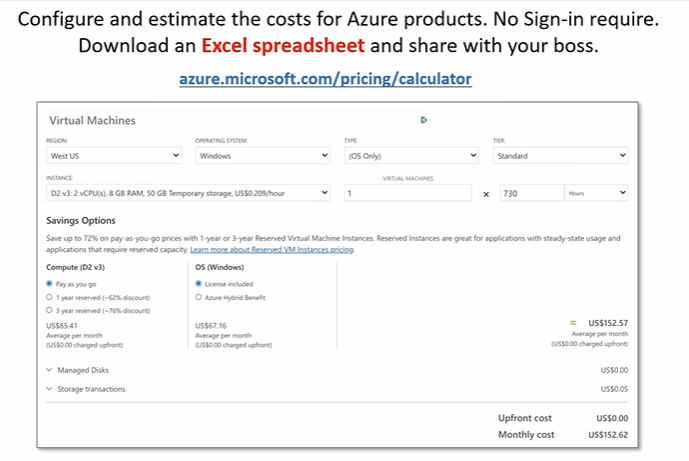 Configure and estimate the costs for Azure products. No Sign-in require.
Download an Excel spreadsheet and share with your boss.
azure.microsoft.com/pricing/calculator
Virtual Machines
REGION: OPERATING SYSTEM: TYPE: TIER:
West US Windows (OS Only) Standard
INSTANCE: VIRTUAL MACHINES
D2 v3: 2 vCPU(s), 8 GB RAM, 50 GB Temporary storage, US$0.209/hour 1 × 730 Hours
Savings Options
Save up to 72% on pay-as-you-go prices with 1-year or 3-year Reserved Virtual Machine Instances. Reserved Instances are great for applications with steady-state usage and
applications that require reserved capacity. Learn more about Reserved VM Instances pricing.
Compute (D2 v3) OS (Windows)
Pay as you go License included
1 year reserved (~62% discount) Azure Hybrid Benefit
3 year reserved (~76% discount)
US$85.41 US$67.16 = US$152.57
Average per month Average per month Average per month
(US$0.00 charged upfront) (US$0.00 charged upfront) (US$0.00 charged upfront)
Managed Disks US$0.00
Storage transactions US$0.05
Upfront cost US$0.00
Monthly cost US$152.62